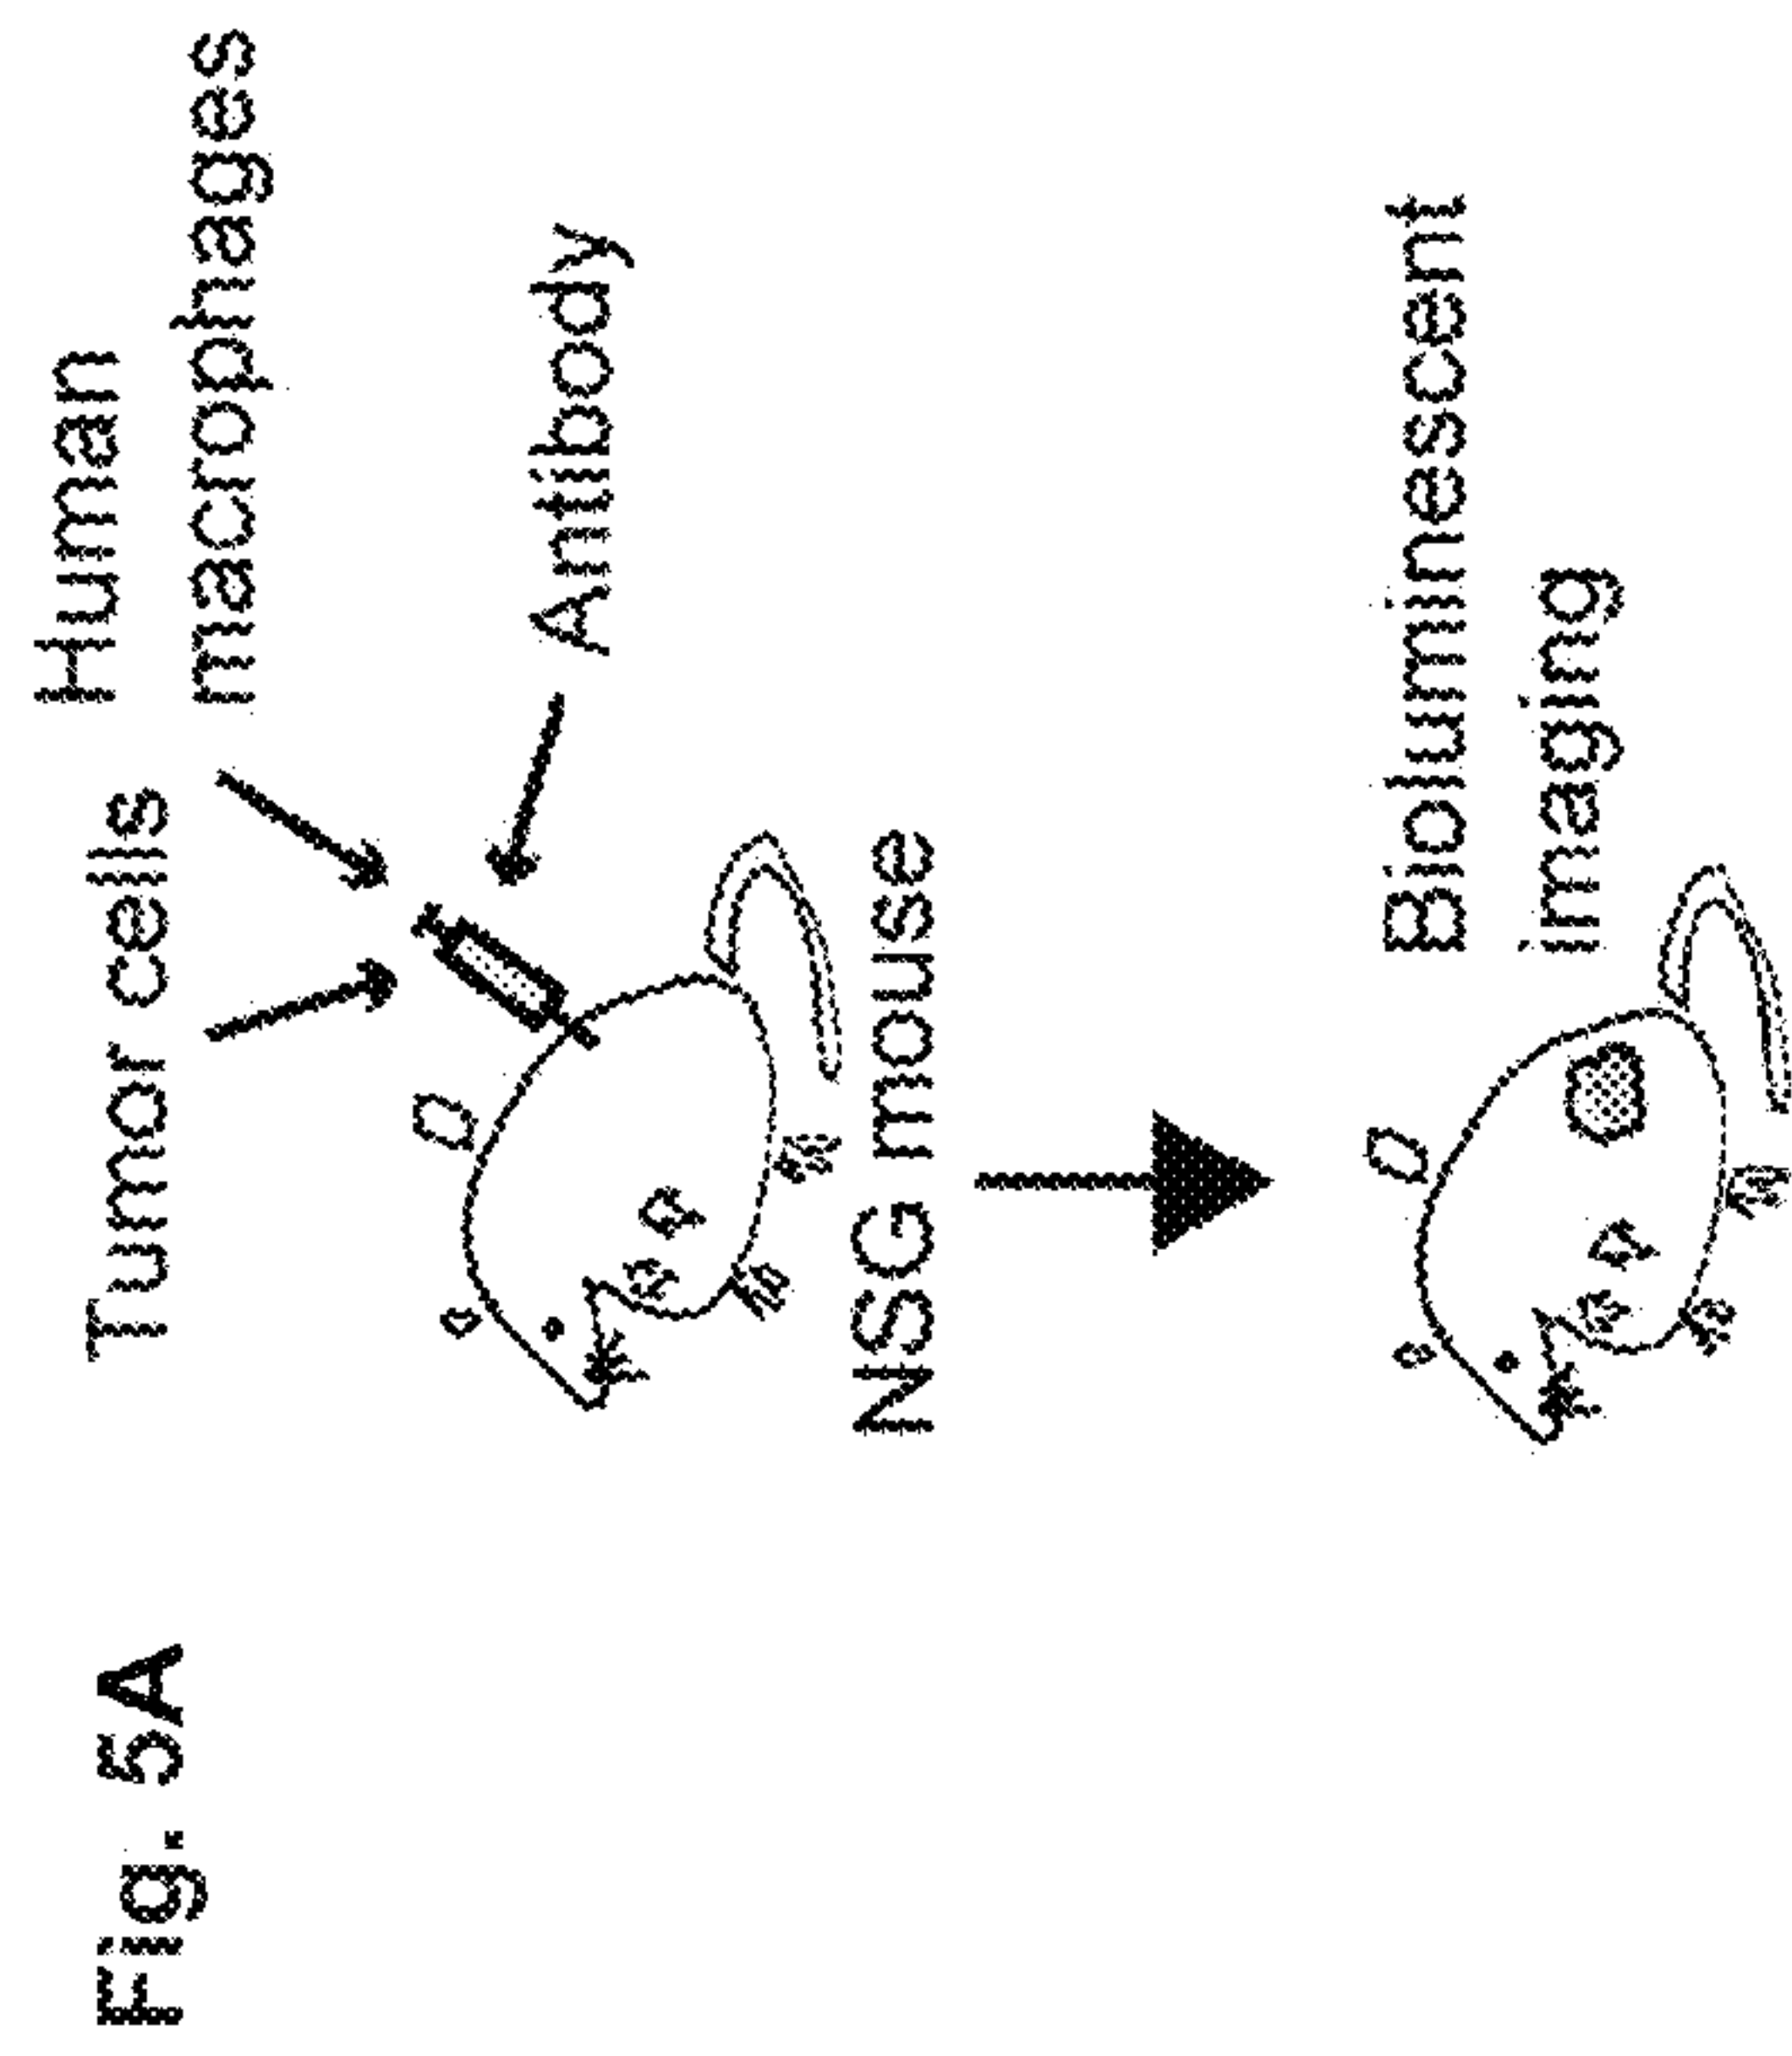 Fig. 5A
Tumor cells
Human
macrophages
Antibody
NSG mouse
Bioluminescent
imaging